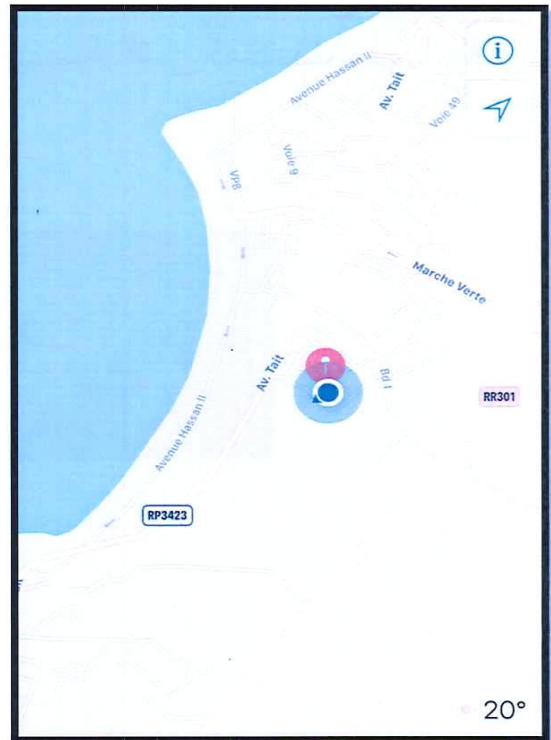 Avenue Hassan II
Av. Tait
Voie 49
Voie 9
VP8
Marche Verte
Av. Tait
Bd I
RR301
Avenue Hassan II
RP3423
20°